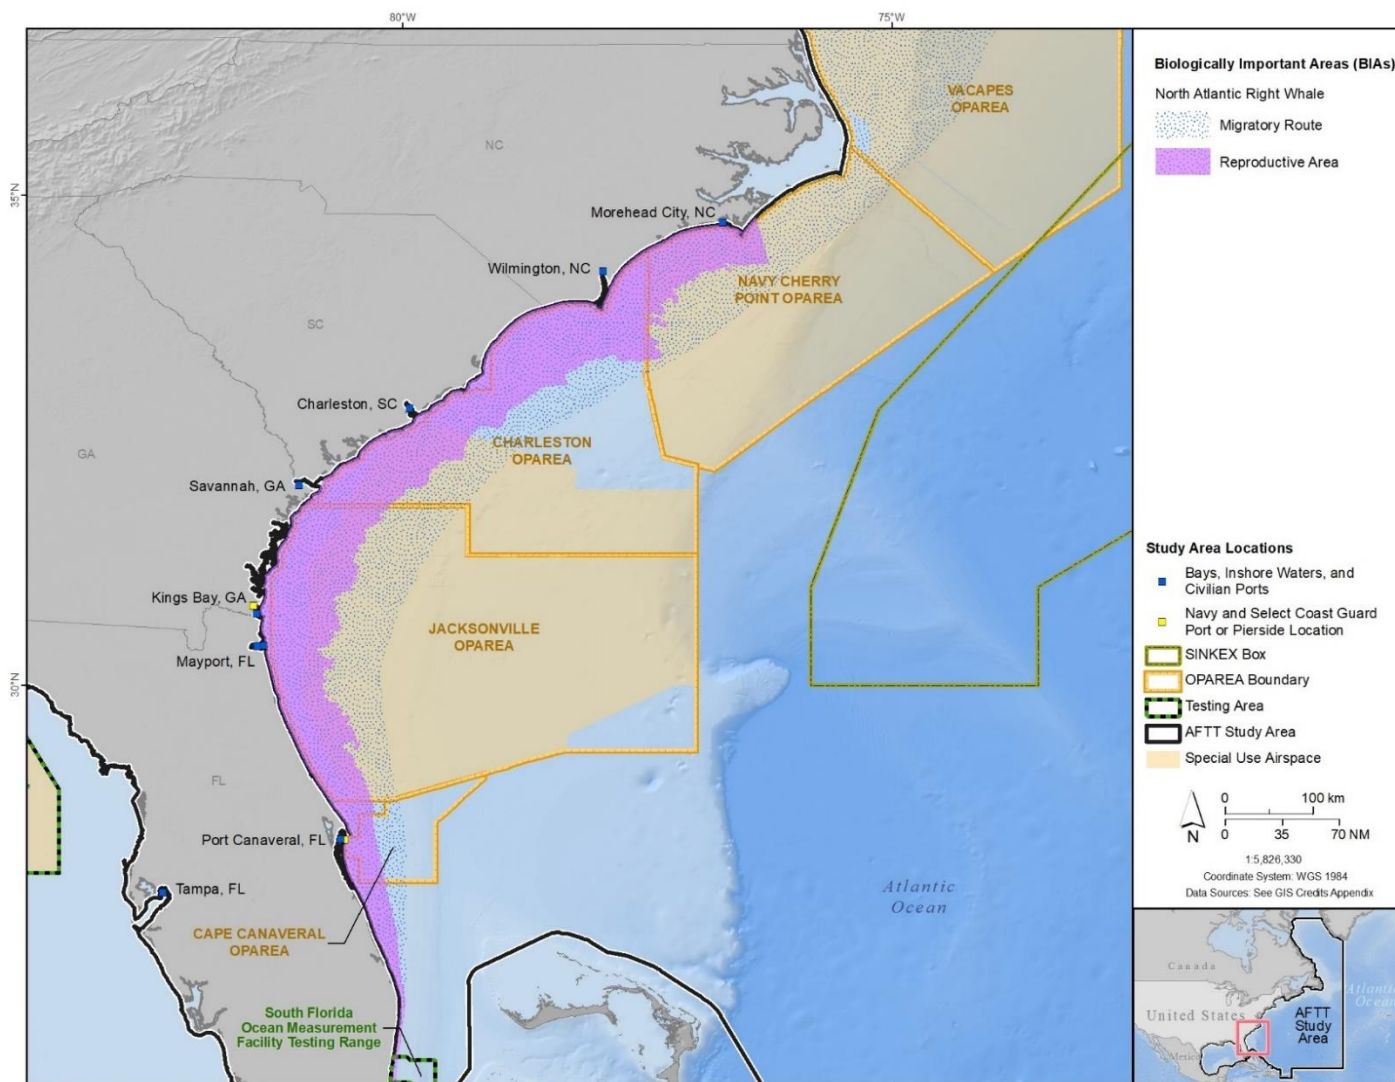 80°W
75°W
35°N
30°N
NC
SC
GA
FL
VACAPES
OPAREA
Morehead City, NC
Wilmington, NC
NAVY CHERRY
POINT OPAREA
Charleston, SC
CHARLESTON
OPAREA
Savannah, GA
Kings Bay, GA
JACKSONVILLE
OPAREA
Mayport, FL
Port Canaveral, FL
Tampa, FL
Atlantic
Ocean
CAPE CANAVERAL
OPAREA
South Florida
Ocean Measurement
Facility Testing Range
Biologically Important Areas (BIAs)
North Atlantic Right Whale
Migratory Route
Reproductive Area
Study Area Locations
Bays, Inshore Waters, and
Civilian Ports
Navy and Select Coast Guard
Port or Pierside Location
SINKEX Box
OPAREA Boundary
Testing Area
AFTT Study Area
Special Use Airspace
N
0 100 km
0 35 70 NM
1:5,826,330
Coordinate System: WGS 1984
Data Sources: See GIS Credits Appendix
Canada
United States
Mexico
Atlantic
Ocean
AFTT
Study
Area